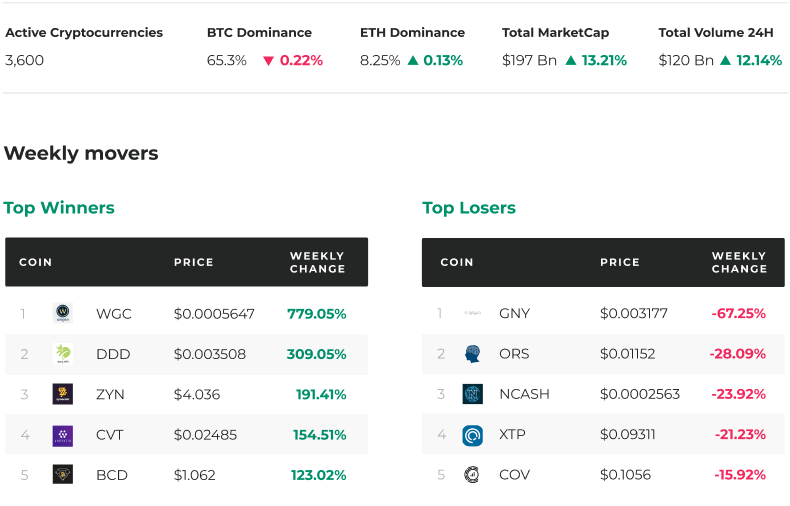 Active Cryptocurrencies BTC Dominance ETH Dominance Total MarketCap Total Volume 24H
3,600 65.3% ▼ 0.22% 8.25% ▲ 0.13% $197 Bn ▲ 13.21% $120 Bn ▲ 12.14%
Weekly movers
Top Winners
COIN PRICE WEEKLY CHANGE
1 WGC $0.0005647 779.05%
2 DDD $0.003508 309.05%
3 ZYN $4.036 191.41%
4 CVT $0.02485 154.51%
5 BCD $1.062 123.02%
Top Losers
COIN PRICE WEEKLY CHANGE
1 GNY $0.003177 -67.25%
2 ORS $0.01152 -28.09%
3 NCASH $0.0002563 -23.92%
4 XTP $0.09311 -21.23%
5 COV $0.1056 -15.92%